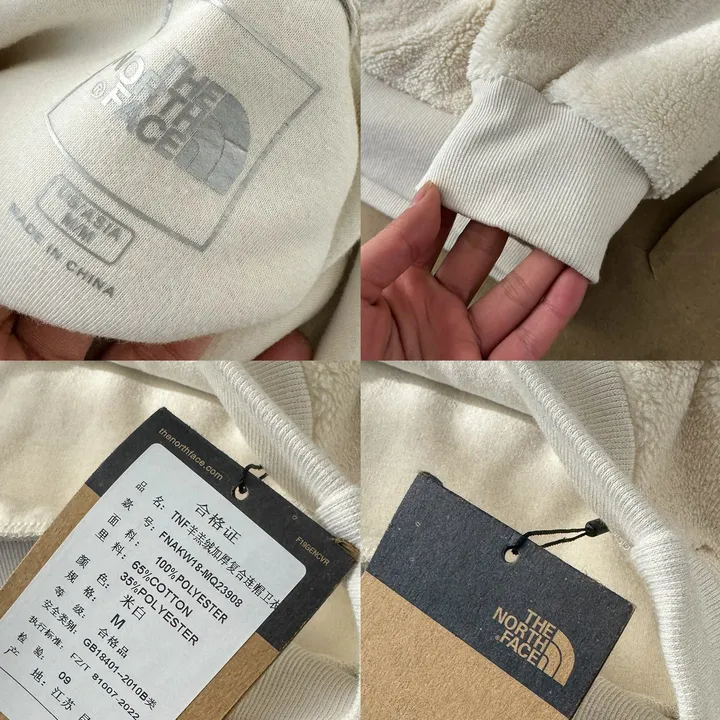 THE
NORTH
FACE
NO
®F
US/ASIA
M/M
MADE IN CHINA
thenorthface.com
F19GENCVR
合格证
品 名: TNF羊羔绒加厚复合连帽卫衣
款 号: FNAKW18-MQ23908
面 料: 100%POLYESTER
里 料: 65%COTTON
35%POLYESTER
颜 色: 米白
规 格: M
等 级: 合格品
安全类别: GB18401-2010B类
执行标准: FZ/T 81007-2022
检 验: 09
产 地: 江苏
THE
NORTH
FACE